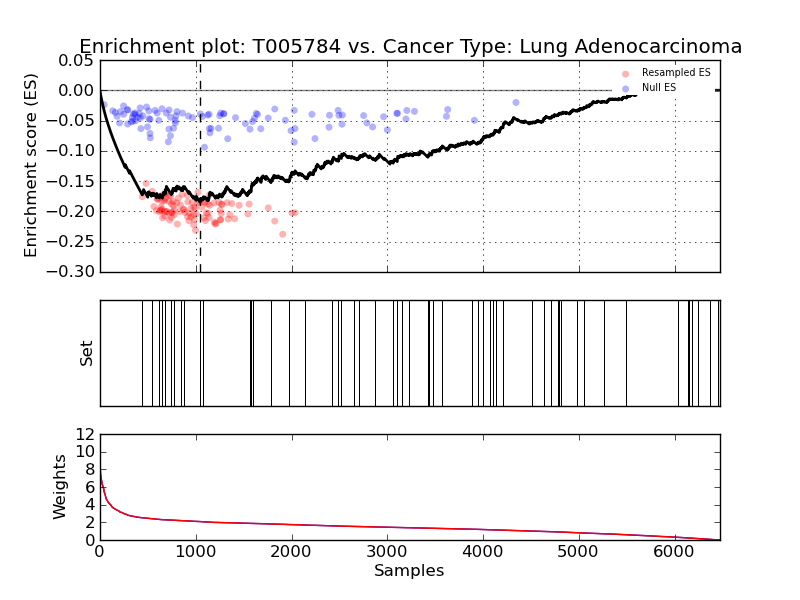 Enrichment plot: T005784 vs. Cancer Type: Lung Adenocarcinoma
0.05
0.00
−0.05
−0.10
−0.15
−0.20
−0.25
−0.30
Enrichment score (ES)
Resampled ES
Null ES
Set
12
10
8
6
4
2
0
Weights
0 1000 2000 3000 4000 5000 6000
Samples